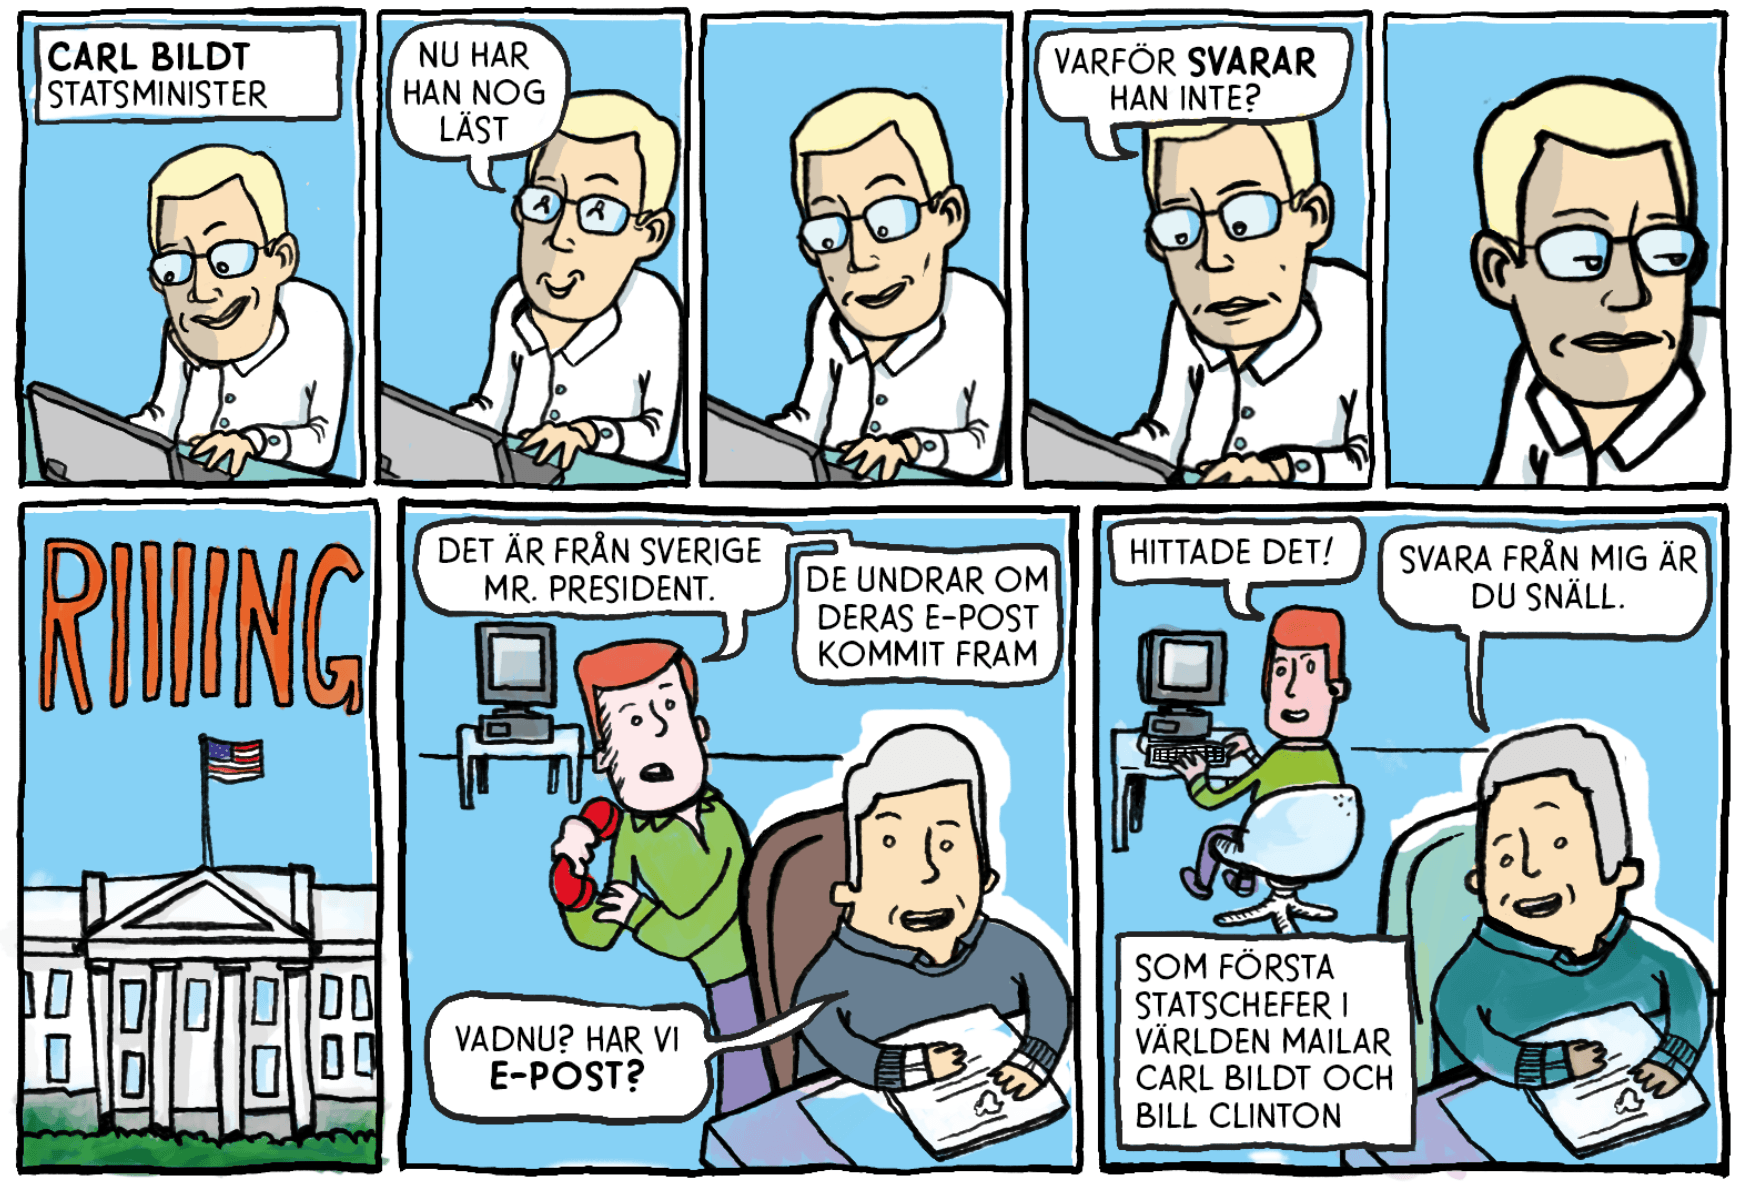 CARL BILDT
STATSMINISTER
NU HAR
HAN NOG
LÄST
VARFÖR SVARAR
HAN INTE?
RIIIIING
DET ÄR FRÅN SVERIGE
MR. PRESIDENT.
DE UNDRAR OM
DERAS E-POST
KOMMIT FRAM
VADNU? HAR VI
E-POST?
HITTADE DET!
SVARA FRÅN MIG ÄR
DU SNÄLL.
SOM FÖRSTA
STATSCHEFER I
VÄRLDEN MAILAR
CARL BILDT OCH
BILL CLINTON